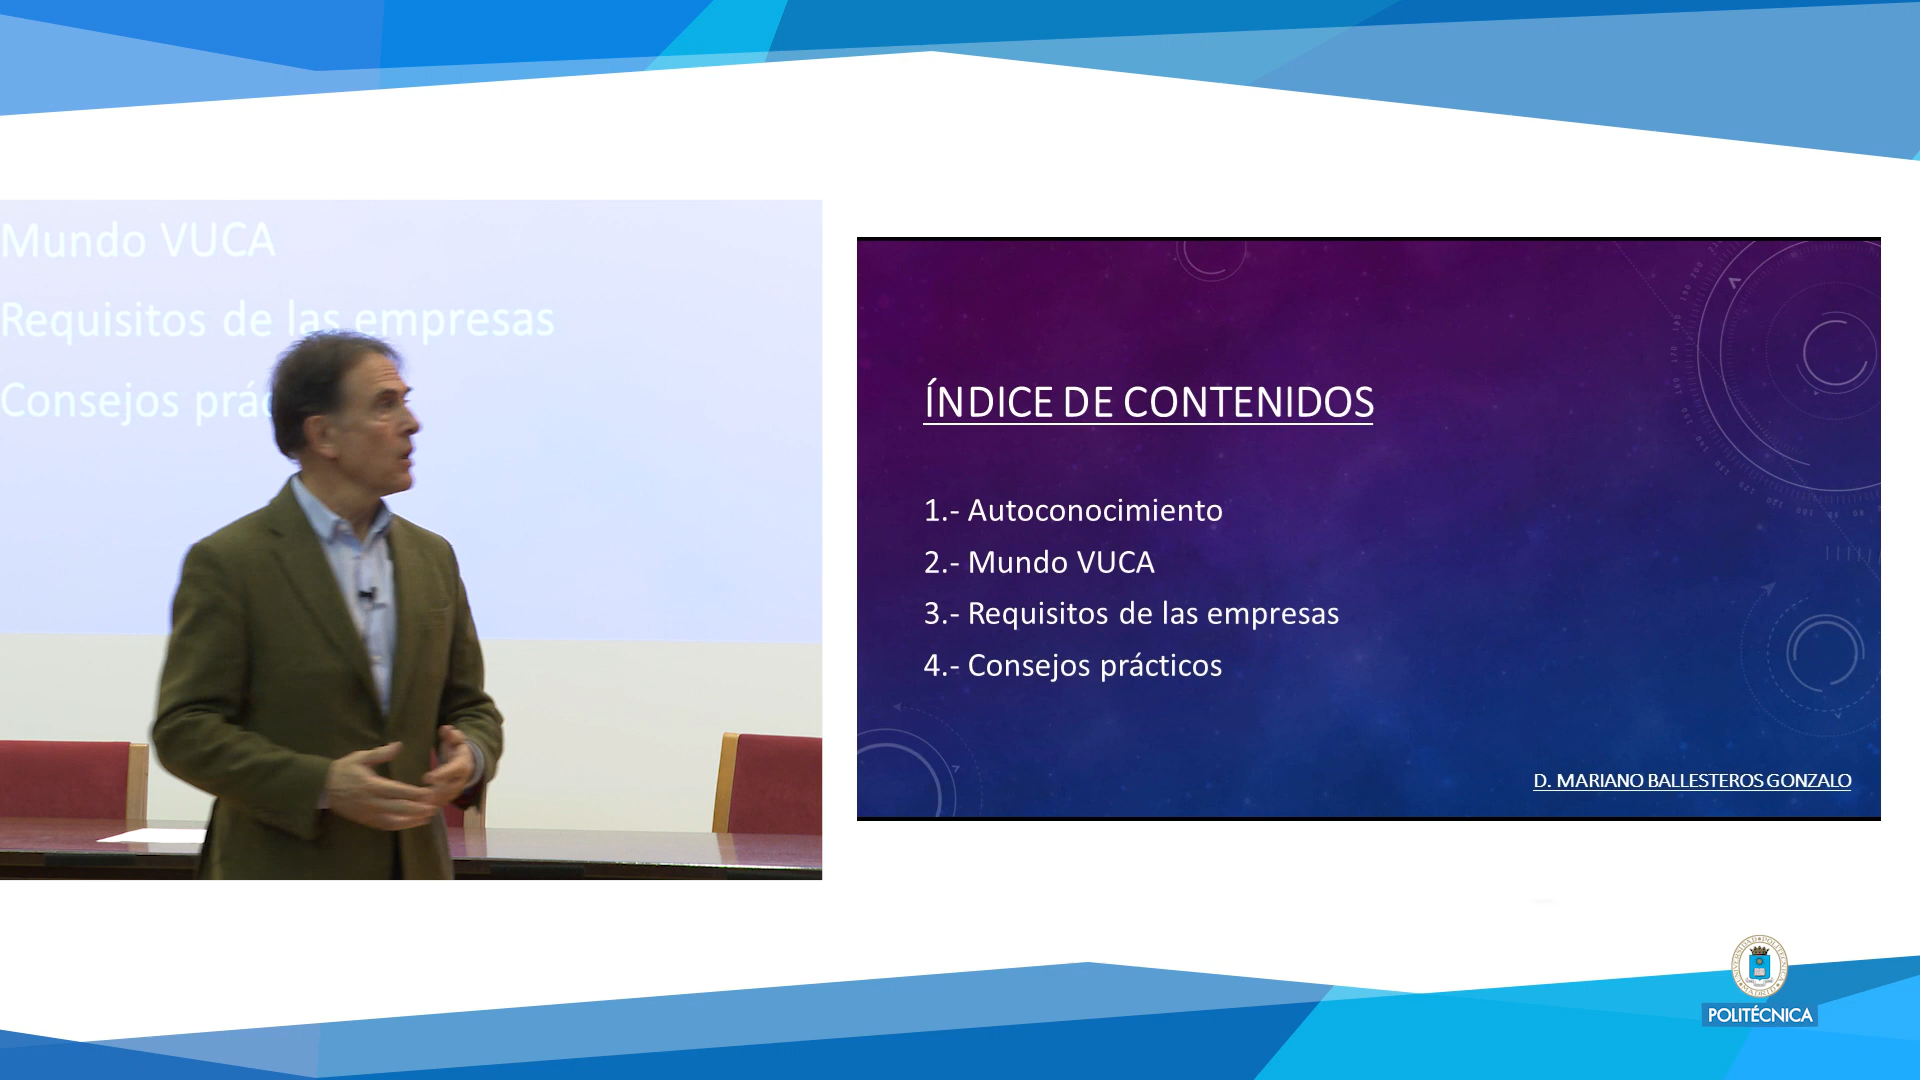 Mundo VUCA
Requisitos de las empresas
Consejos
ÍNDICE DE CONTENIDOS
1.- Autoconocimiento
2.- Mundo VUCA
3.- Requisitos de las empresas
4.- Consejos prácticos
D. MARIANO BALLESTEROS GONZALO
POLITÉCNICA